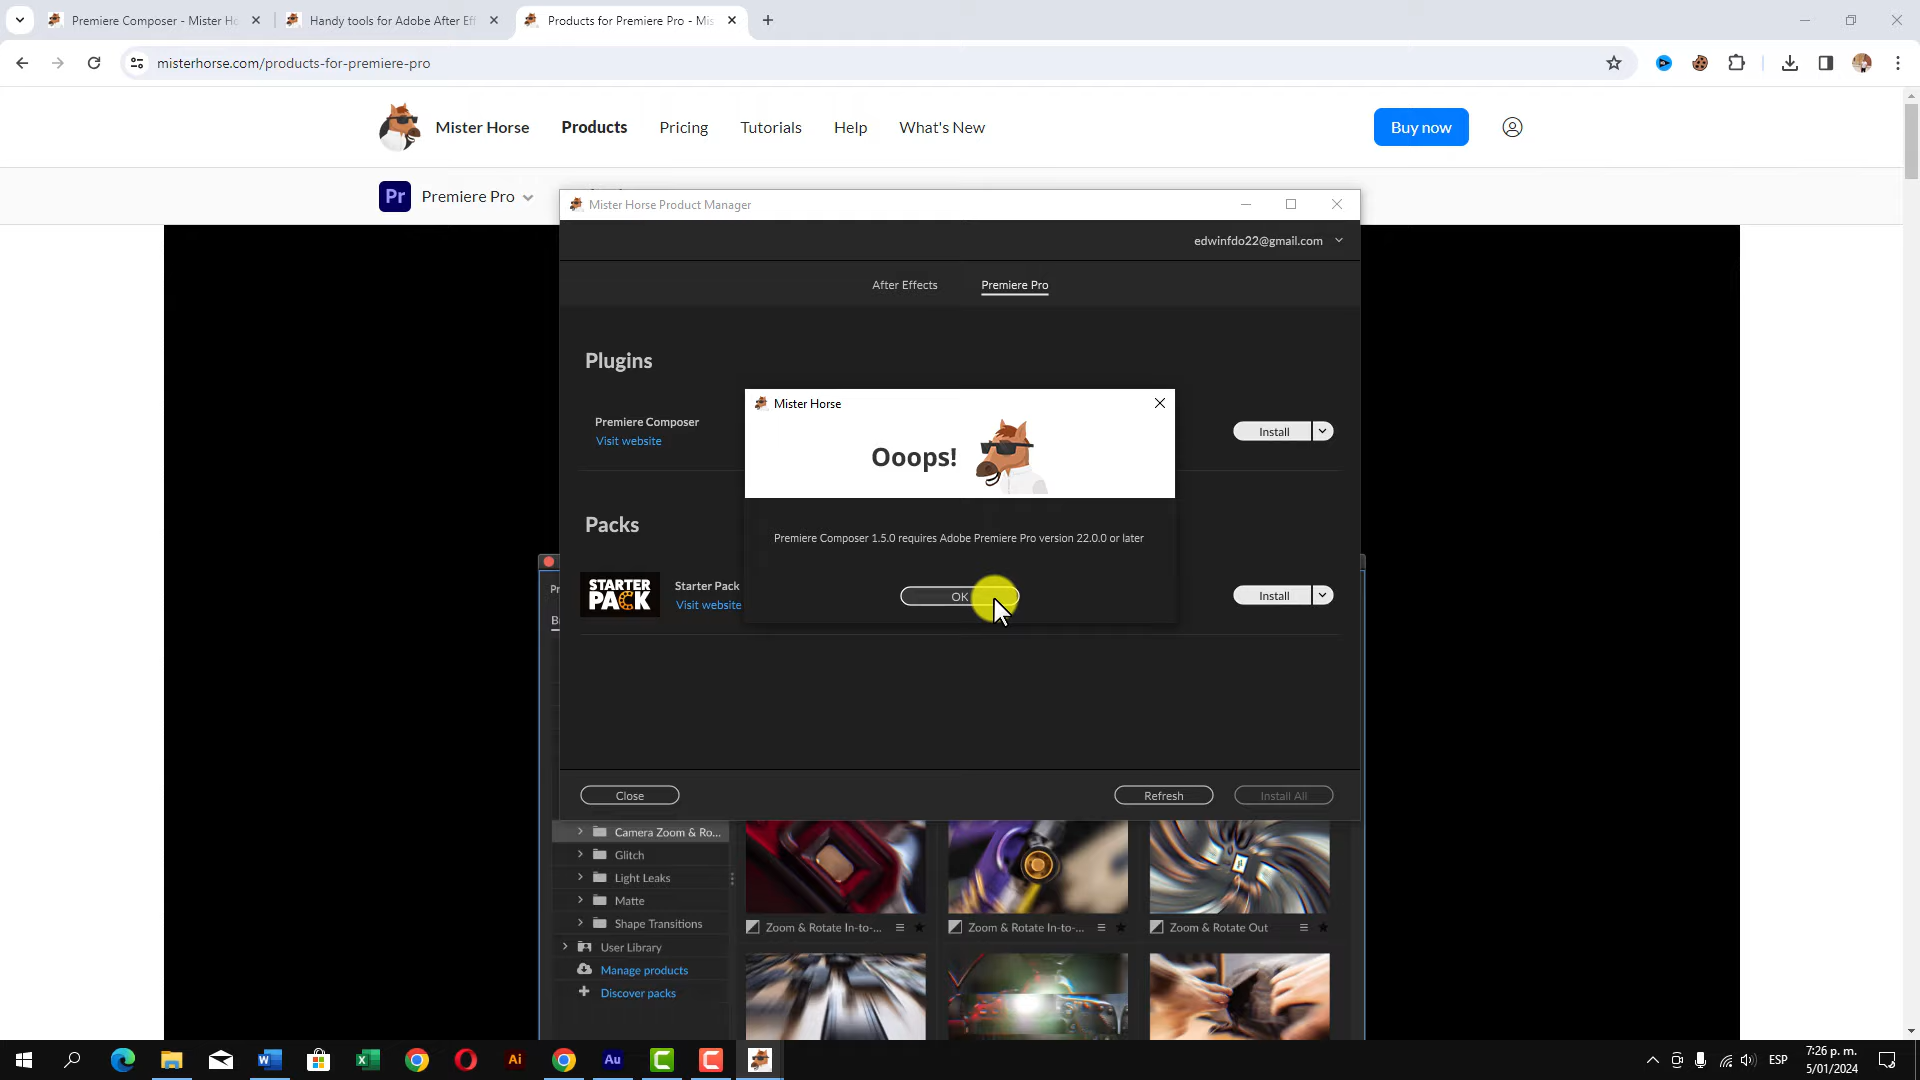 Premiere Composer - Mister Ho
Handy tools for Adobe After Eff
Products for Premiere Pro - Mis
misterhorse.com/products-for-premiere-pro
Mister Horse
Products
Pricing
Tutorials
Help
What's New
Buy now
Pr
Premiere Pro
Mister Horse Product Manager
edwinfdo22@gmail.com
After Effects
Premiere Pro
Plugins
Premiere Composer
Visit website
Install
Mister Horse
Ooops!
Premiere Composer 1.5.0 requires Adobe Premiere Pro version 22.0.0 or later
OK
Packs
STARTER
PACK
Starter Pack
Visit website
Install
Close
Refresh
Install All
Camera Zoom & Ro...
Glitch
Light Leaks
Matte
Shape Transitions
User Library
Manage products
Discover packs
Zoom & Rotate In-to-...
Zoom & Rotate In-to-...
Zoom & Rotate Out
Ai
Au
ESP
7:26 p. m.
5/01/2024